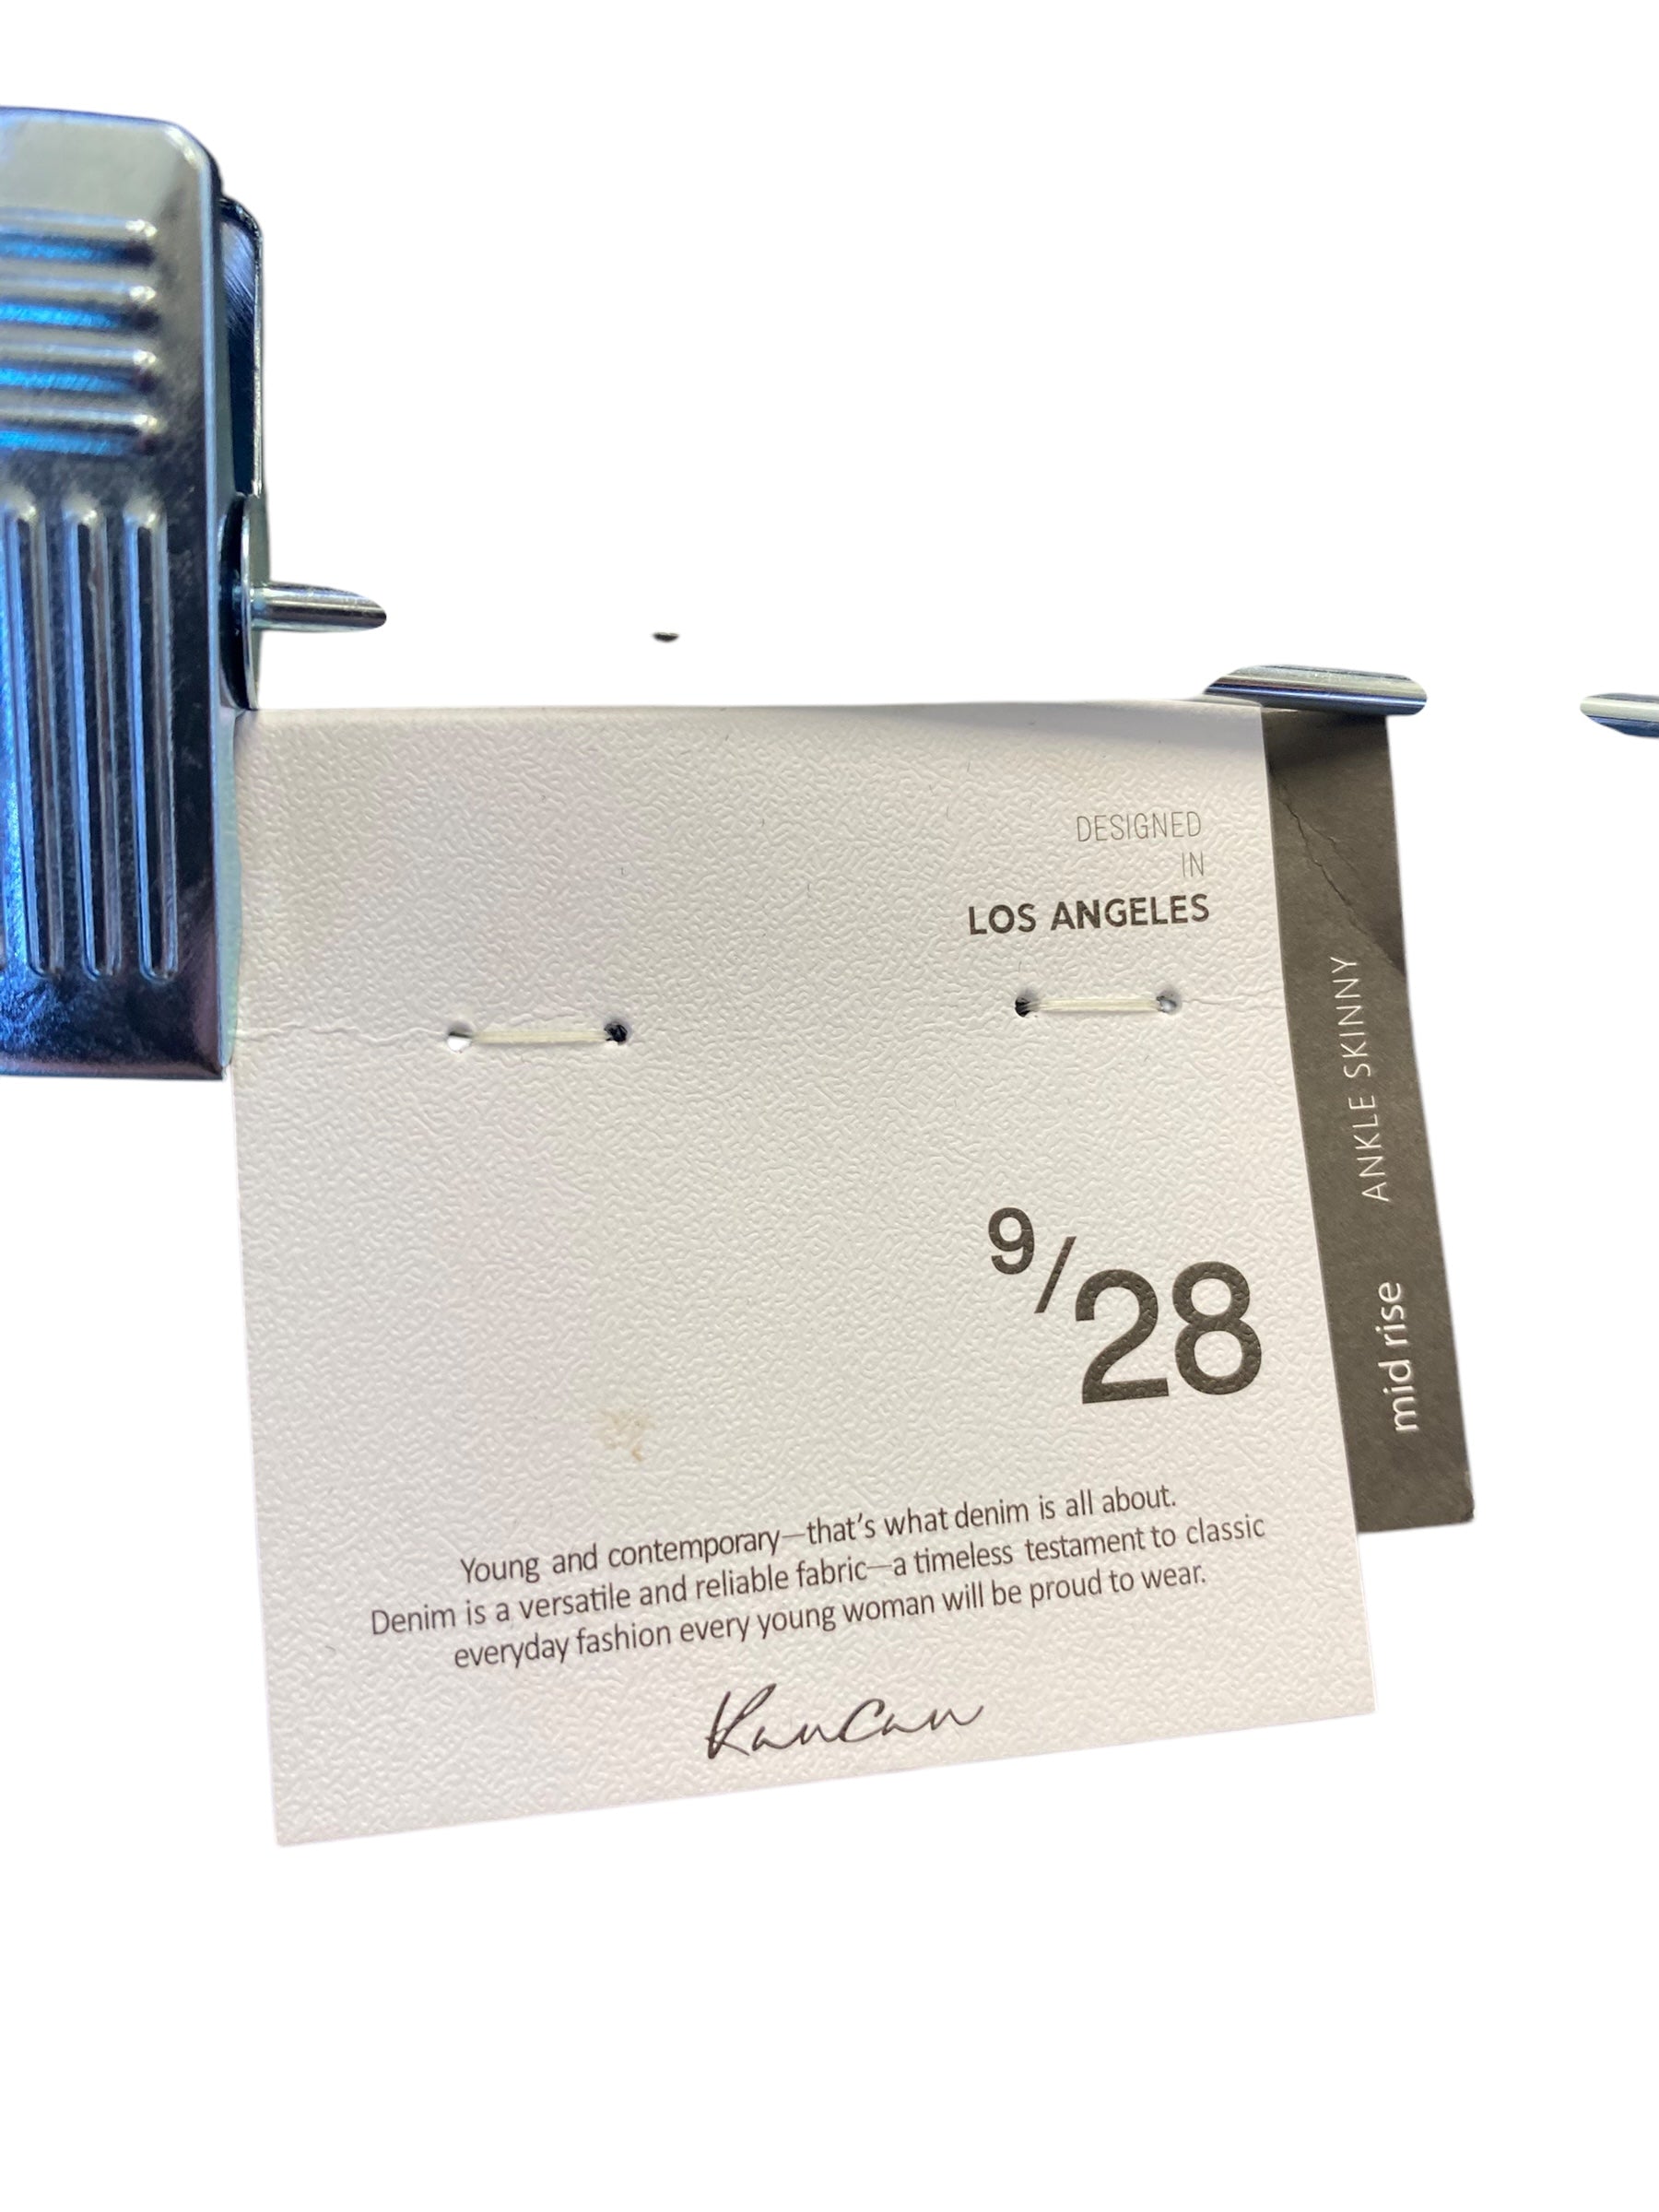 DESIGNED
IN
LOS ANGELES
9/28
Young and contemporary—that's what denim is all about.
Denim is a versatile and reliable fabric—a timeless testament to classic
everyday fashion every young woman will be proud to wear.
KanCan
mid rise ANKLE SKINNY